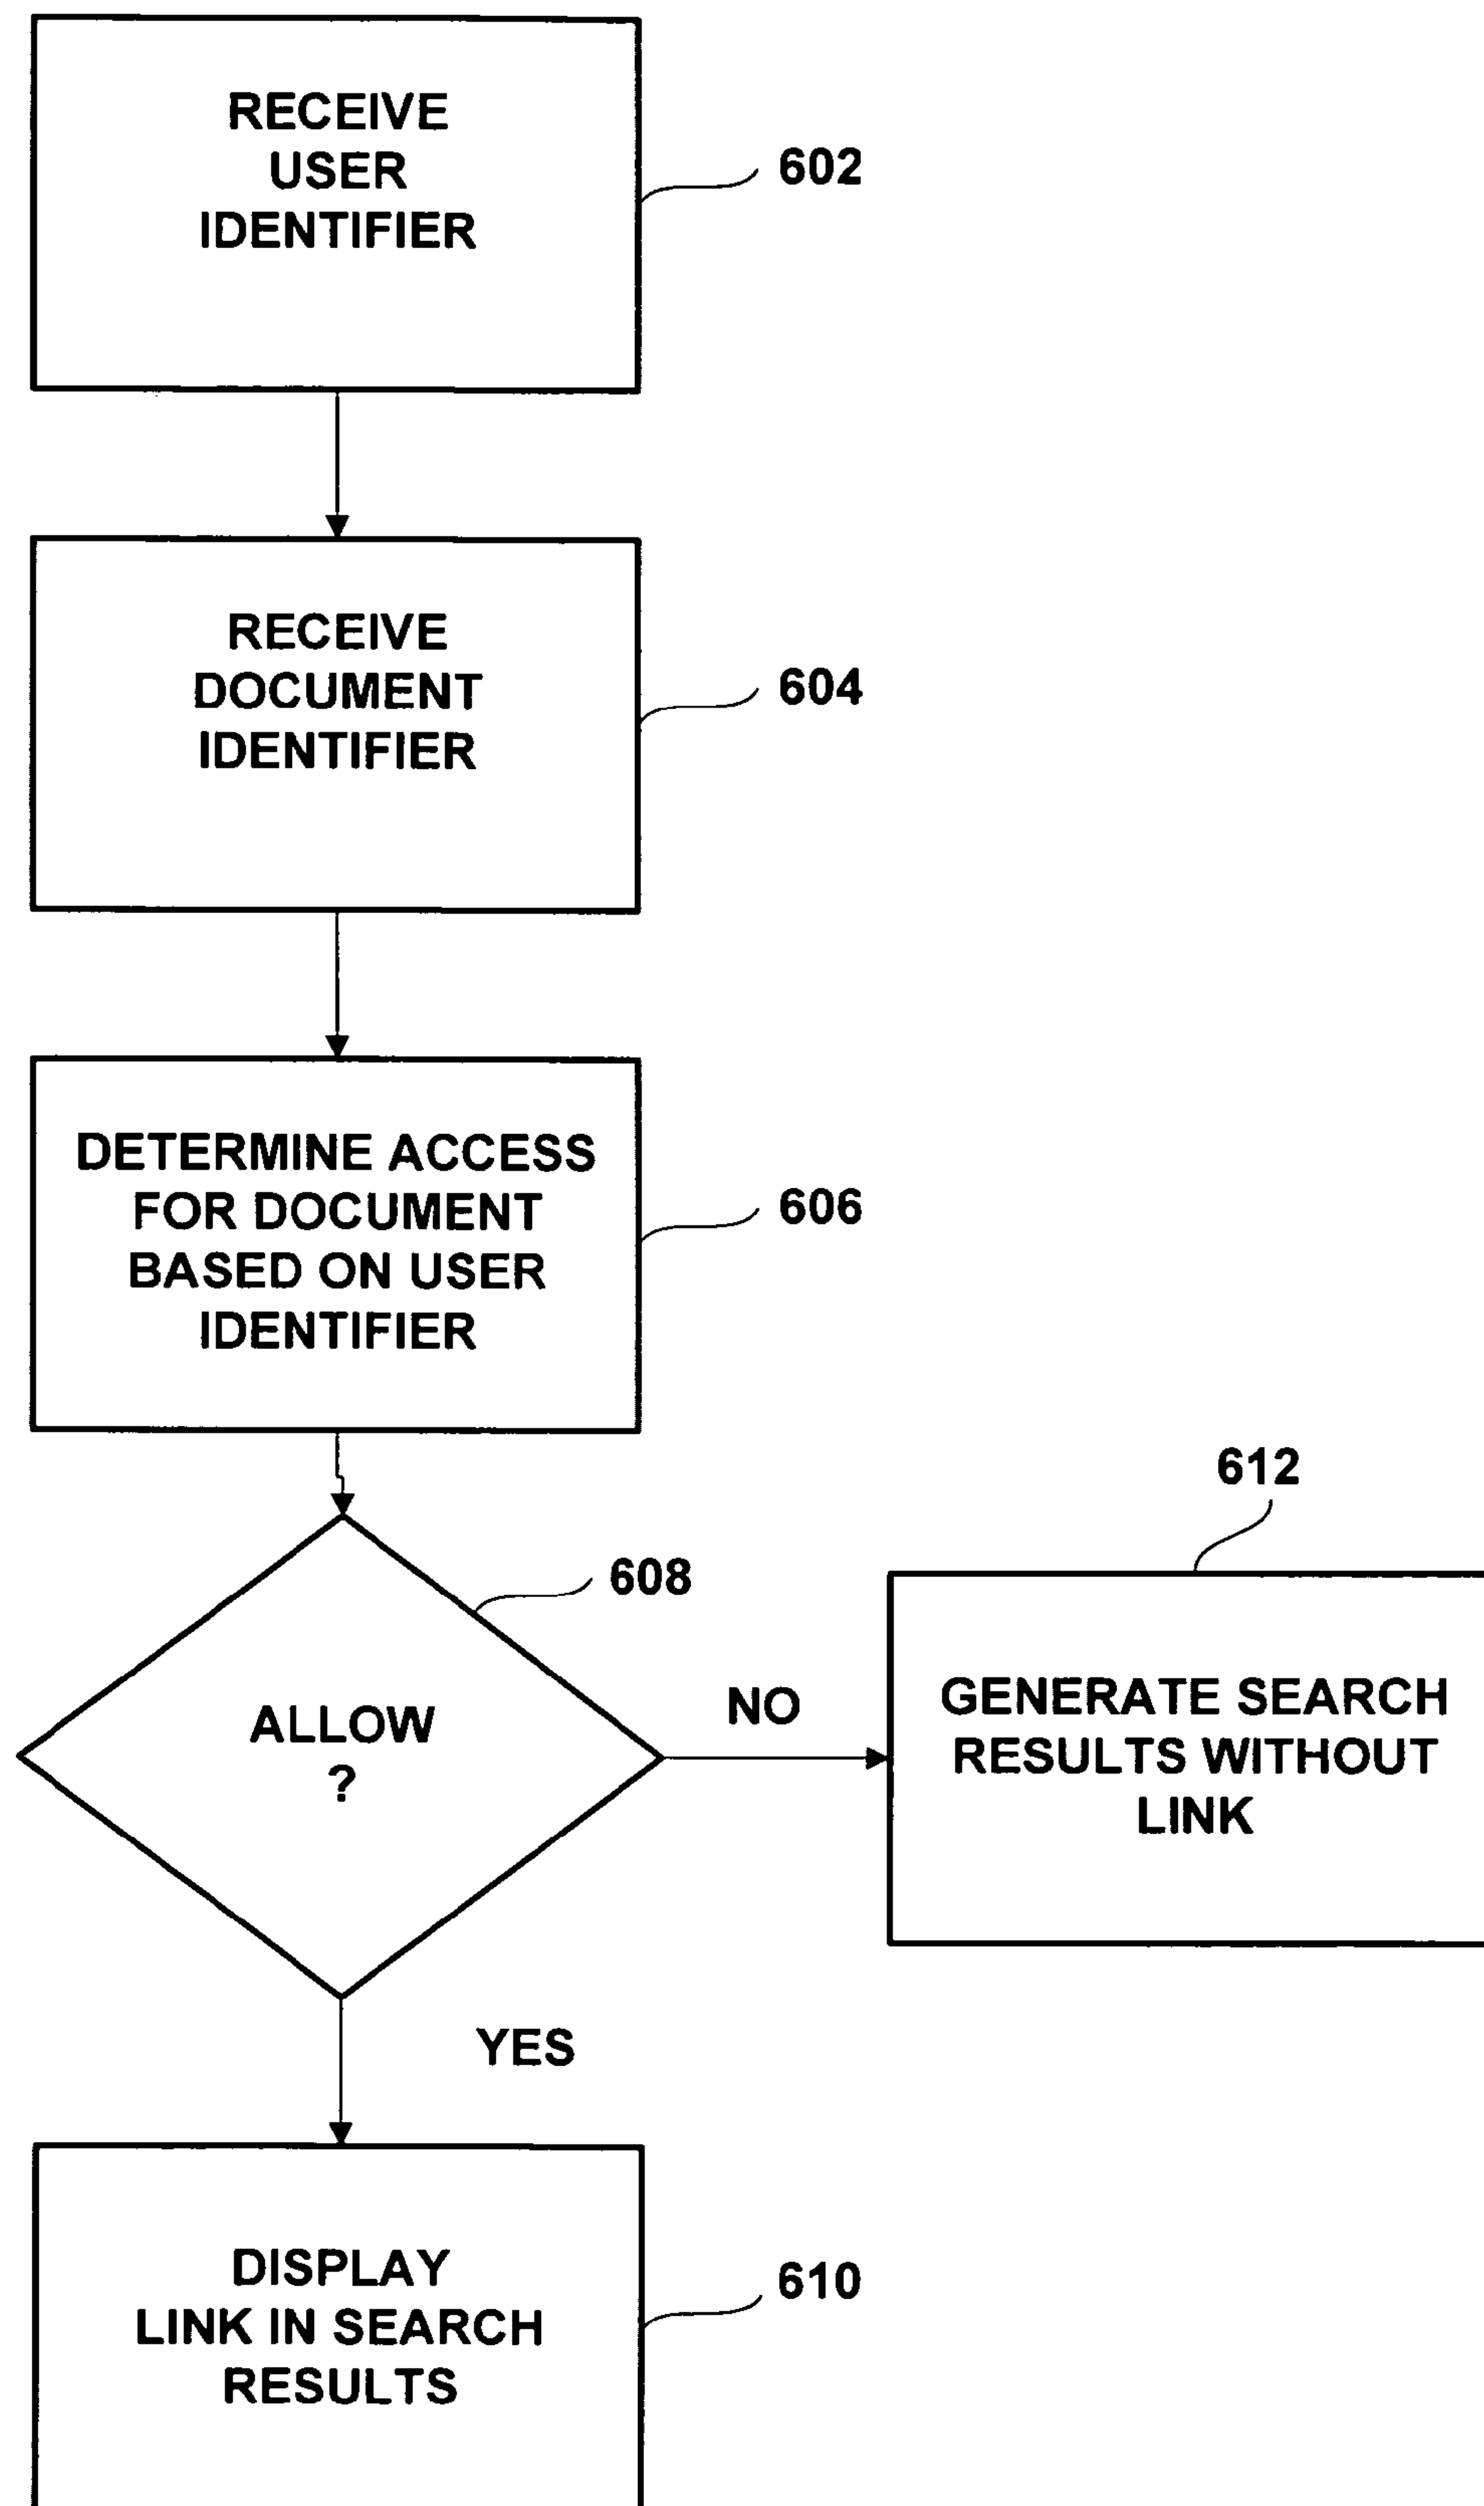 RECEIVE
USER
IDENTIFIER
602
RECEIVE
DOCUMENT
IDENTIFIER
604
DETERMINE ACCESS
FOR DOCUMENT
BASED ON USER
IDENTIFIER
606
612
608
ALLOW
?
NO
GENERATE SEARCH
RESULTS WITHOUT
LINK
YES
DISPLAY
LINK IN SEARCH
RESULTS
610